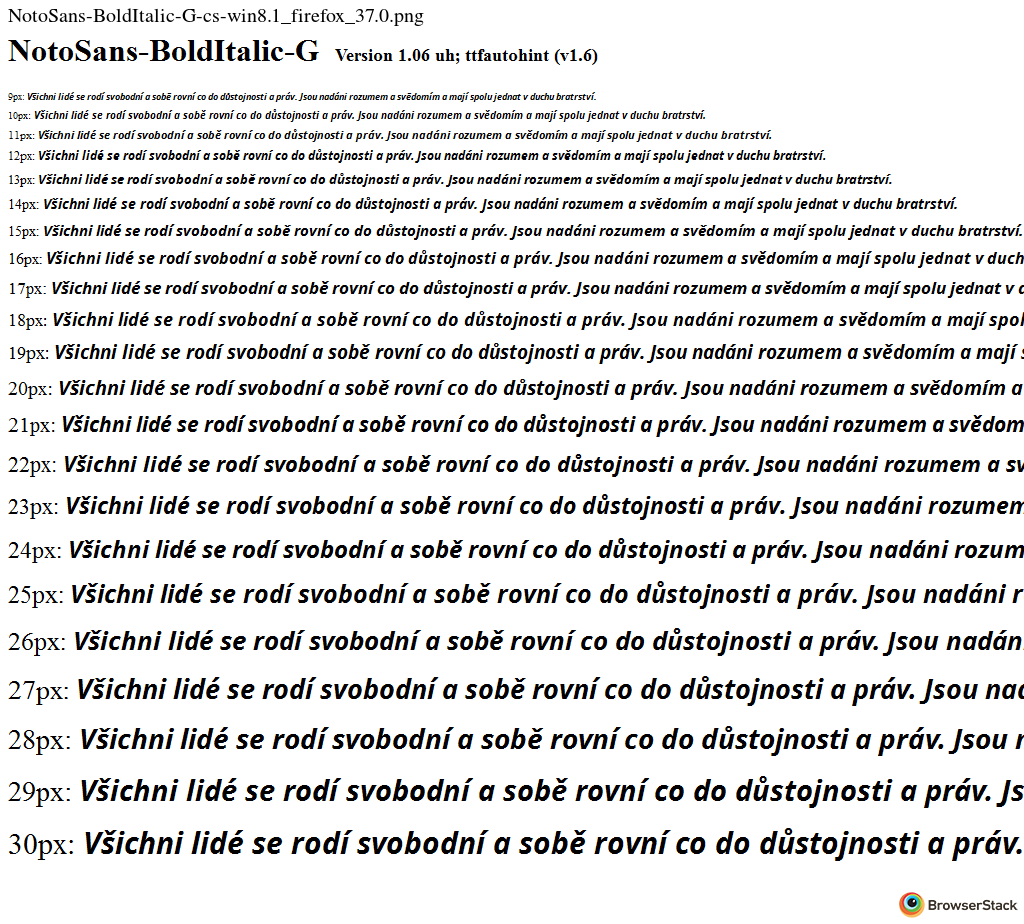 NotoSans-BoldItalic-G-cs-win8.1_firefox_37.0.png
NotoSans-BoldItalic-G Version 1.06 uh; ttfautohint (v1.6)
9px: Všichni lidé se rodí svobodní a sobě rovní co do důstojnosti a práv. Jsou nadáni rozumem a svědomím a mají spolu jednat v duchu bratrství.
10px: Všichni lidé se rodí svobodní a sobě rovní co do důstojnosti a práv. Jsou nadáni rozumem a svědomím a mají spolu jednat v duchu bratrství.
11px: Všichni lidé se rodí svobodní a sobě rovní co do důstojnosti a práv. Jsou nadáni rozumem a svědomím a mají spolu jednat v duchu bratrství.
12px: Všichni lidé se rodí svobodní a sobě rovní co do důstojnosti a práv. Jsou nadáni rozumem a svědomím a mají spolu jednat v duchu bratrství.
13px: Všichni lidé se rodí svobodní a sobě rovní co do důstojnosti a práv. Jsou nadáni rozumem a svědomím a mají spolu jednat v duchu bratrství.
14px: Všichni lidé se rodí svobodní a sobě rovní co do důstojnosti a práv. Jsou nadáni rozumem a svědomím a mají spolu jednat v duchu bratrství.
15px: Všichni lidé se rodí svobodní a sobě rovní co do důstojnosti a práv. Jsou nadáni rozumem a svědomím a mají spolu jednat v duchu bratrství.
16px: Všichni lidé se rodí svobodní a sobě rovní co do důstojnosti a práv. Jsou nadáni rozumem a svědomím a mají spolu jednat v duch
17px: Všichni lidé se rodí svobodní a sobě rovní co do důstojnosti a práv. Jsou nadáni rozumem a svědomím a mají spolu jednat v
18px: Všichni lidé se rodí svobodní a sobě rovní co do důstojnosti a práv. Jsou nadáni rozumem a svědomím a mají spol
19px: Všichni lidé se rodí svobodní a sobě rovní co do důstojnosti a práv. Jsou nadáni rozumem a svědomím a mají
20px: Všichni lidé se rodí svobodní a sobě rovní co do důstojnosti a práv. Jsou nadáni rozumem a svědomím a
21px: Všichni lidé se rodí svobodní a sobě rovní co do důstojnosti a práv. Jsou nadáni rozumem a svědom
22px: Všichni lidé se rodí svobodní a sobě rovní co do důstojnosti a práv. Jsou nadáni rozumem a sv
23px: Všichni lidé se rodí svobodní a sobě rovní co do důstojnosti a práv. Jsou nadáni rozumem
24px: Všichni lidé se rodí svobodní a sobě rovní co do důstojnosti a práv. Jsou nadáni rozum
25px: Všichni lidé se rodí svobodní a sobě rovní co do důstojnosti a práv. Jsou nadáni r
26px: Všichni lidé se rodí svobodní a sobě rovní co do důstojnosti a práv. Jsou nadán
27px: Všichni lidé se rodí svobodní a sobě rovní co do důstojnosti a práv. Jsou nad
28px: Všichni lidé se rodí svobodní a sobě rovní co do důstojnosti a práv. Jsou
29px: Všichni lidé se rodí svobodní a sobě rovní co do důstojnosti a práv. Js
30px: Všichni lidé se rodí svobodní a sobě rovní co do důstojnosti a práv.
BrowserStack